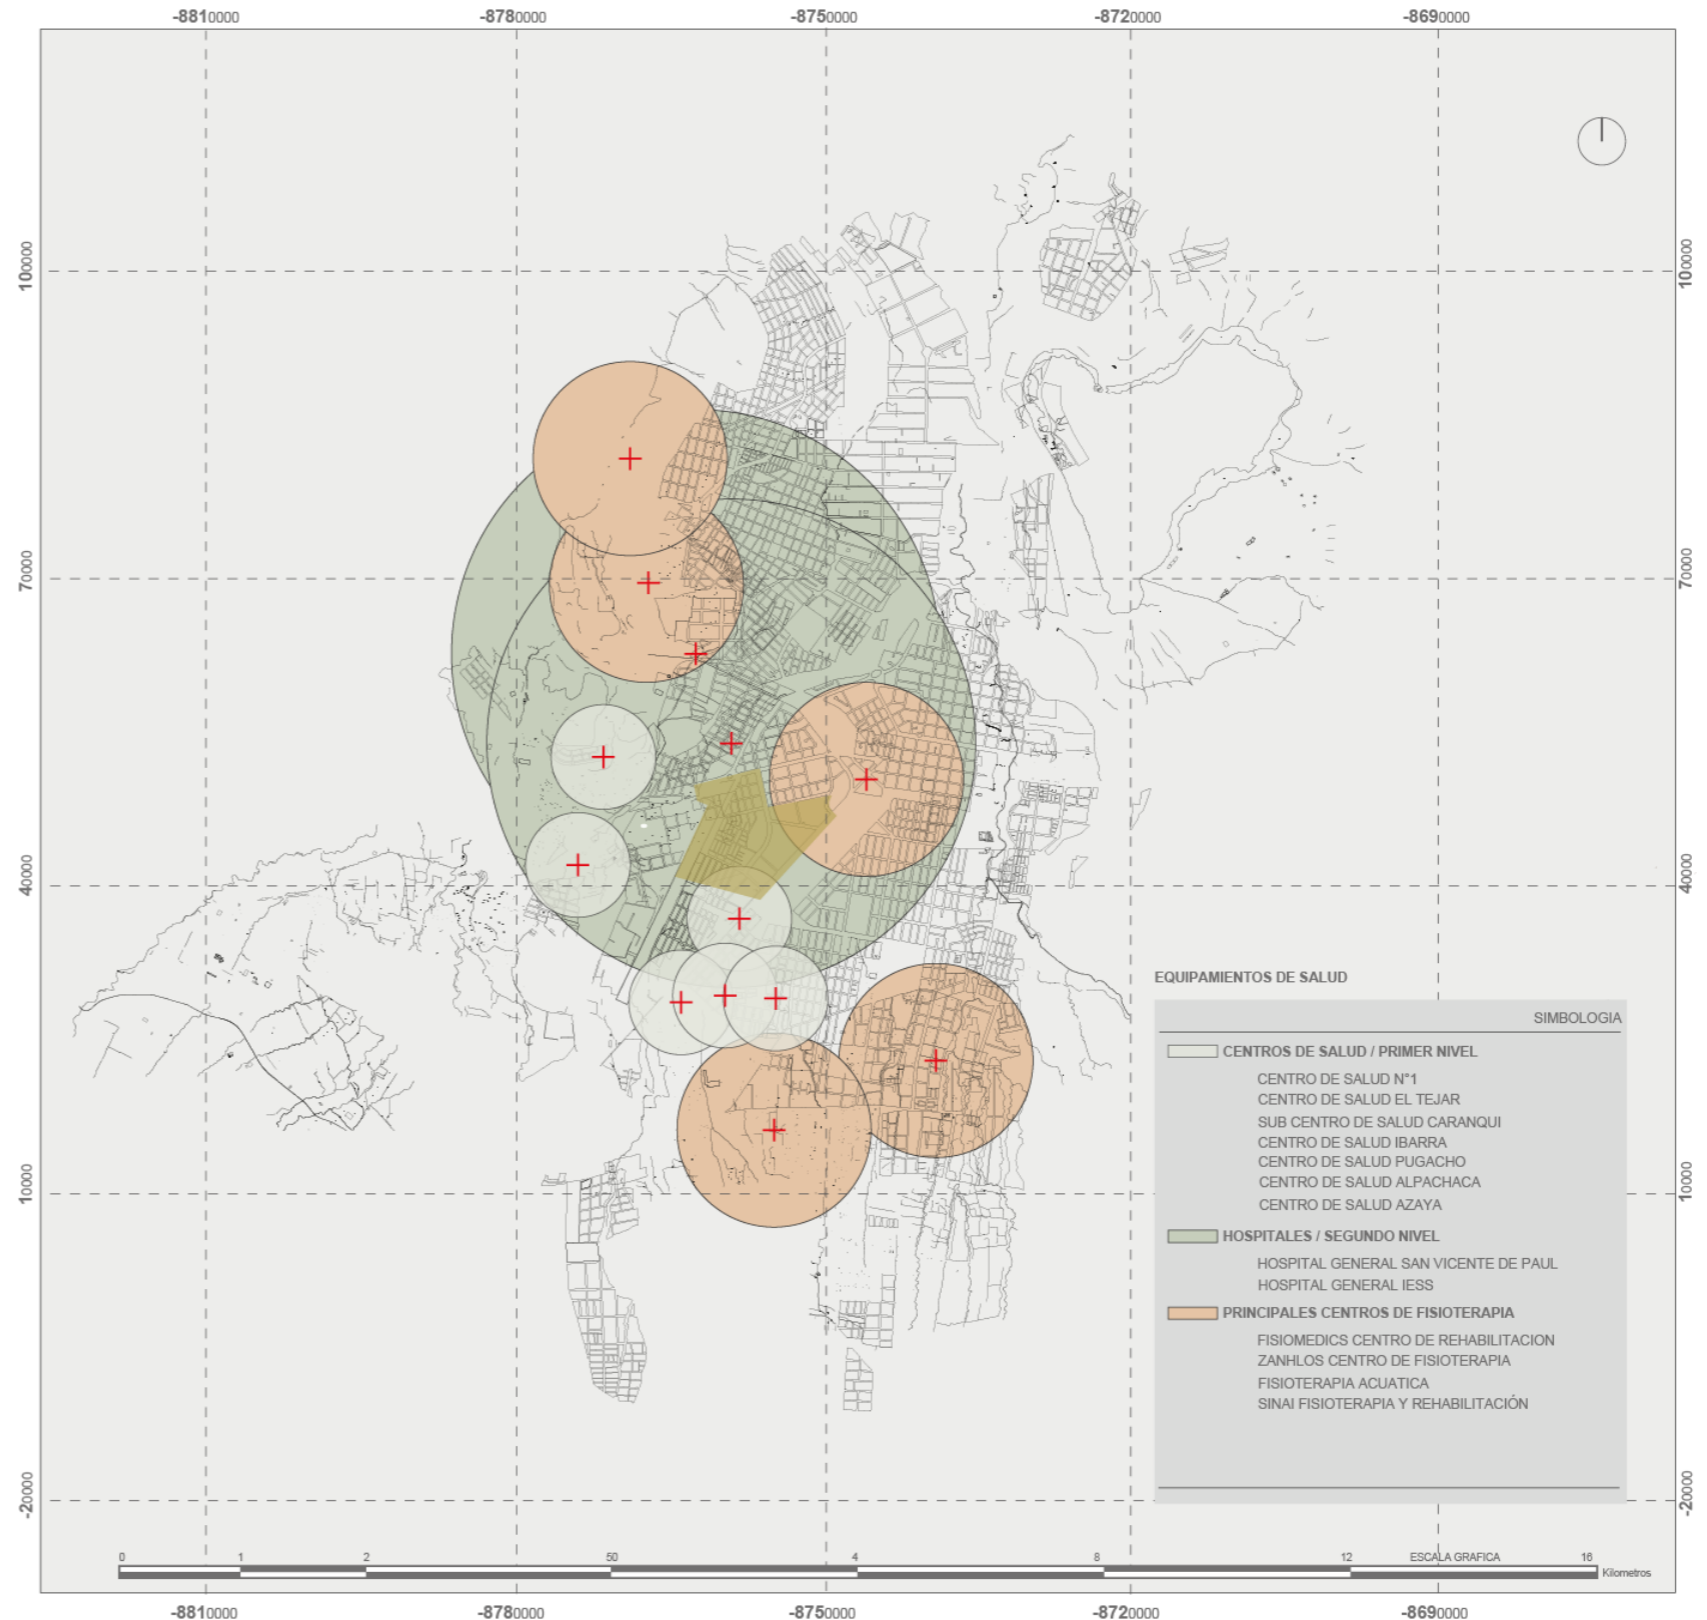 -8810000 -8780000 -8750000 -8720000 -8690000
100000 100000
70000 70000
40000 40000
EQUIPAMIENTOS DE SALUD
SIMBOLOGIA
CENTROS DE SALUD / PRIMER NIVEL
CENTRO DE SALUD N°1
CENTRO DE SALUD EL TEJAR
SUB CENTRO DE SALUD CARANQUI
CENTRO DE SALUD IBARRA
CENTRO DE SALUD PUGACHO
CENTRO DE SALUD ALPACHACA
CENTRO DE SALUD AZAYA
10000 10000
HOSPITALES / SEGUNDO NIVEL
HOSPITAL GENERAL SAN VICENTE DE PAUL
HOSPITAL GENERAL IESS
PRINCIPALES CENTROS DE FISIOTERAPIA
FISIOMEDICS CENTRO DE REHABILITACION
ZANHLOS CENTRO DE FISIOTERAPIA
FISIOTERAPIA ACUATICA
SINAI FISIOTERAPIA Y REHABILITACIÓN
-20000 -20000
0 1 2 50 4 8 12 ESCALA GRAFICA 16
Kilometros
-8810000 -8780000 -8750000 -8720000 -8690000